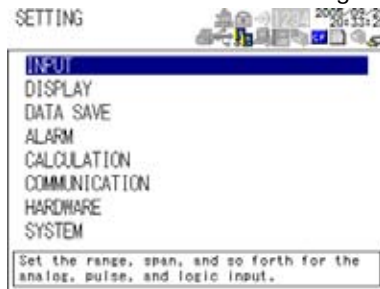 SETTING
INPUT
DISPLAY
DATA SAVE
ALARM
CALCULATION
COMMUNICATION
HARDWARE
SYSTEM
Set the range, span, and so forth for the
analog, pulse, and logic input.